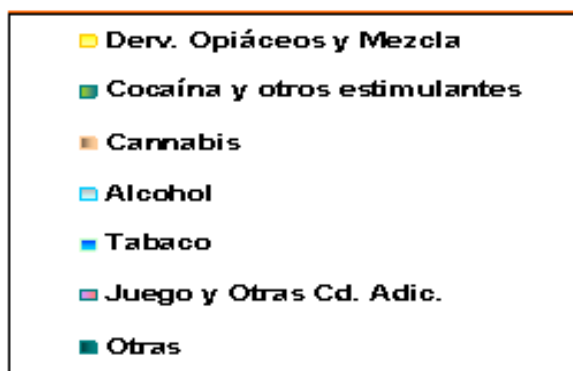 Derv. Opiáceos y Mezcla
Cocaína y otros estimulantes
Cannabis
Alcohol
Tabaco
Juego y Otras Cd. Adic.
Otras